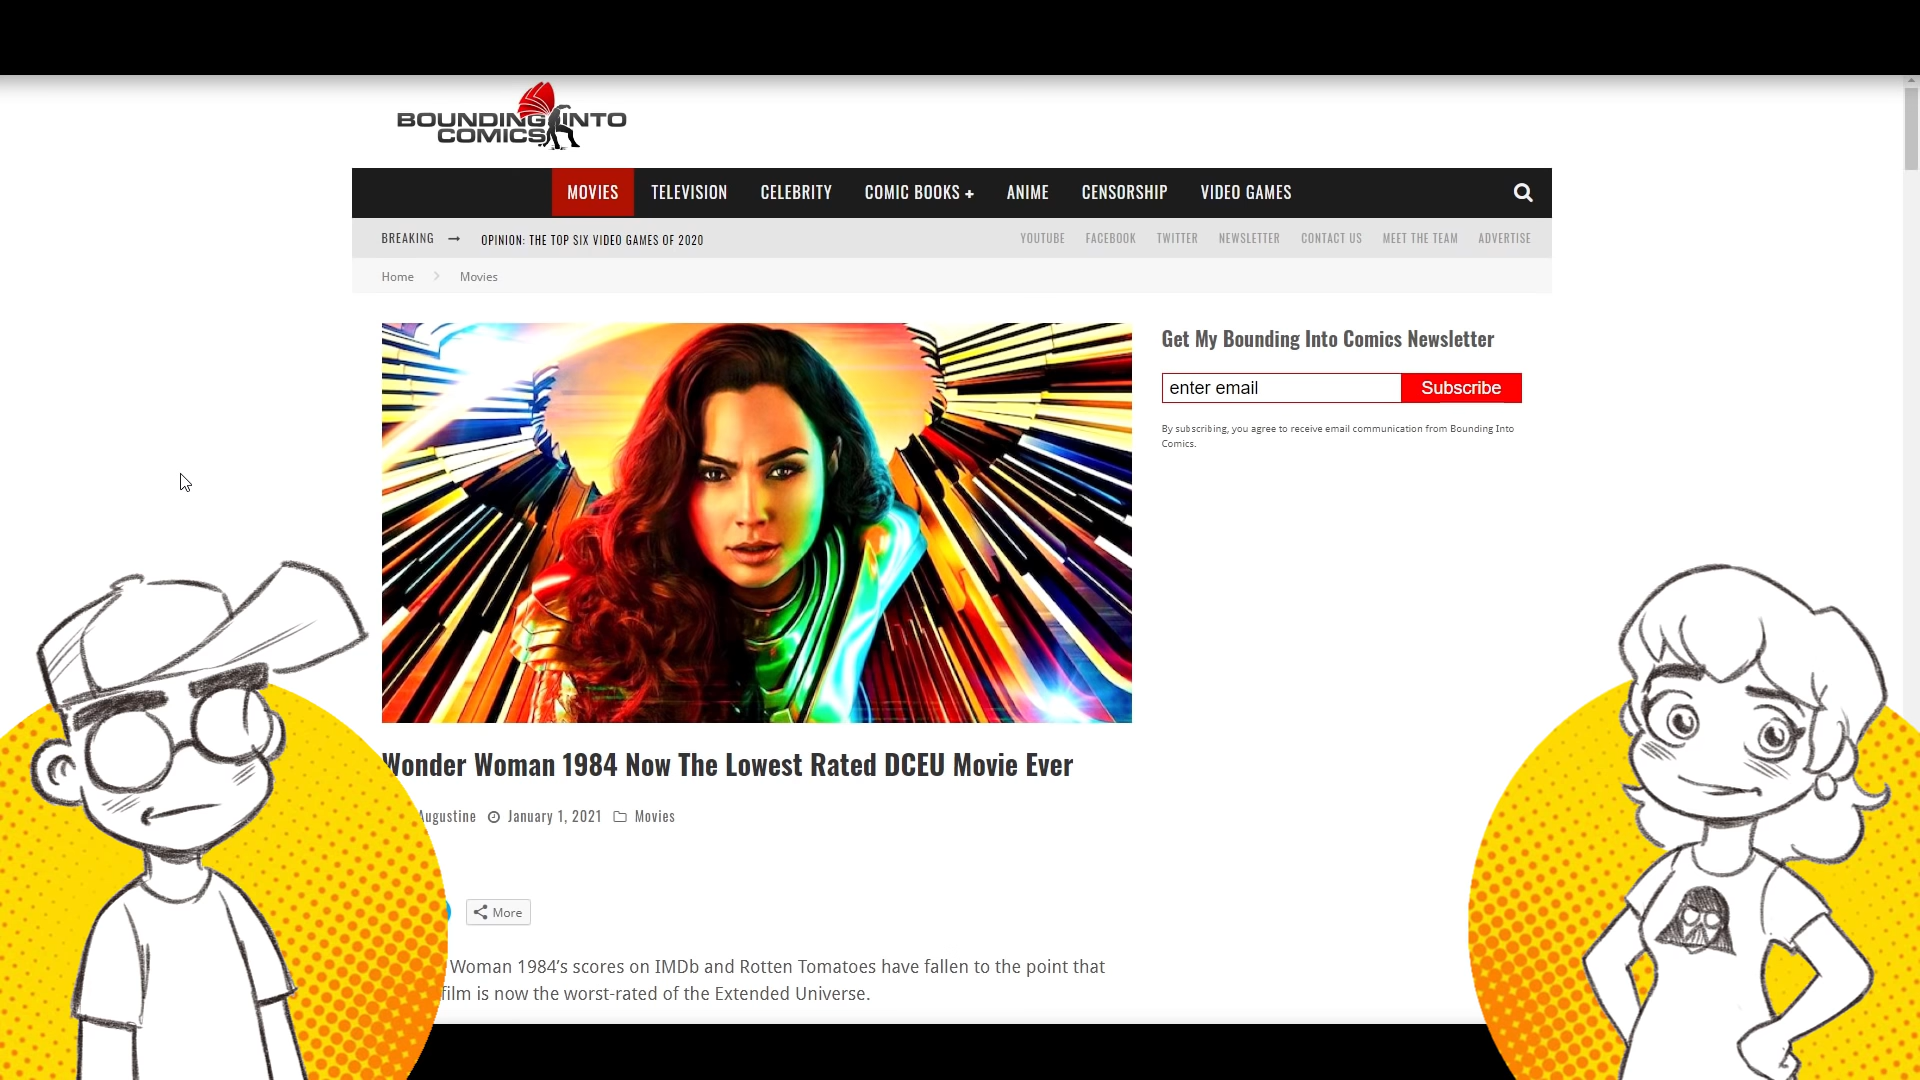 BOUNDING INTO
COMICS
MOVIES TELEVISION CELEBRITY COMIC BOOKS + ANIME CENSORSHIP VIDEO GAMES
BREAKING → OPINION: THE TOP SIX VIDEO GAMES OF 2020 YOUTUBE FACEBOOK TWITTER NEWSLETTER CONTACT US MEET THE TEAM ADVERTISE
Home Movies
Get My Bounding Into Comics Newsletter
enter email Subscribe
By subscribing, you agree to receive email communication from Bounding Into
Comics.
Wonder Woman 1984 Now The Lowest Rated DCEU Movie Ever
Augustine January 1, 2021 Movies
More
Woman 1984’s scores on IMDb and Rotten Tomatoes have fallen to the point that
film is now the worst-rated of the Extended Universe.